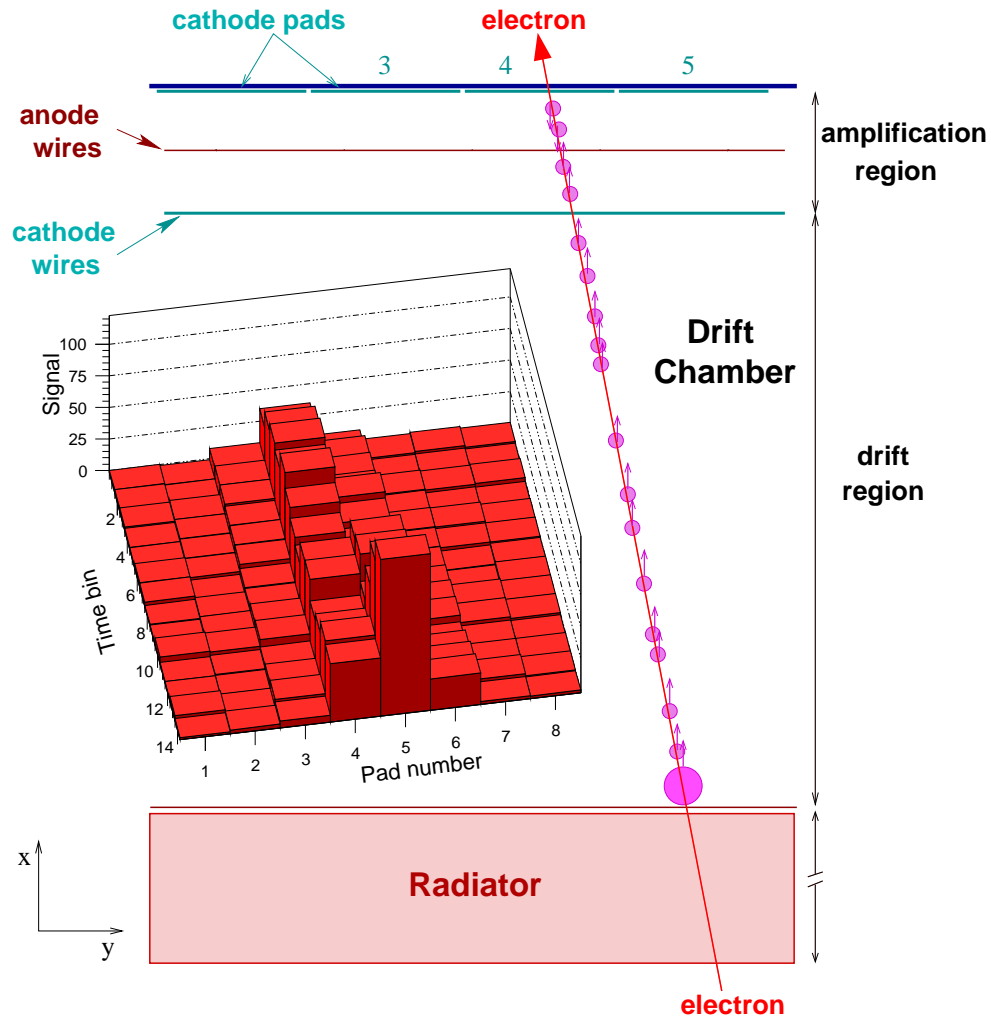 cathode pads
electron
3
4
5
anode
wires
amplification
region
cathode
wires
Drift
Chamber
drift
region
Signal
100
75
50
25
0
2
4
6
8
10
12
14
Time bin
1
2
3
4
5
6
7
8
Pad number
x
y
Radiator
electron